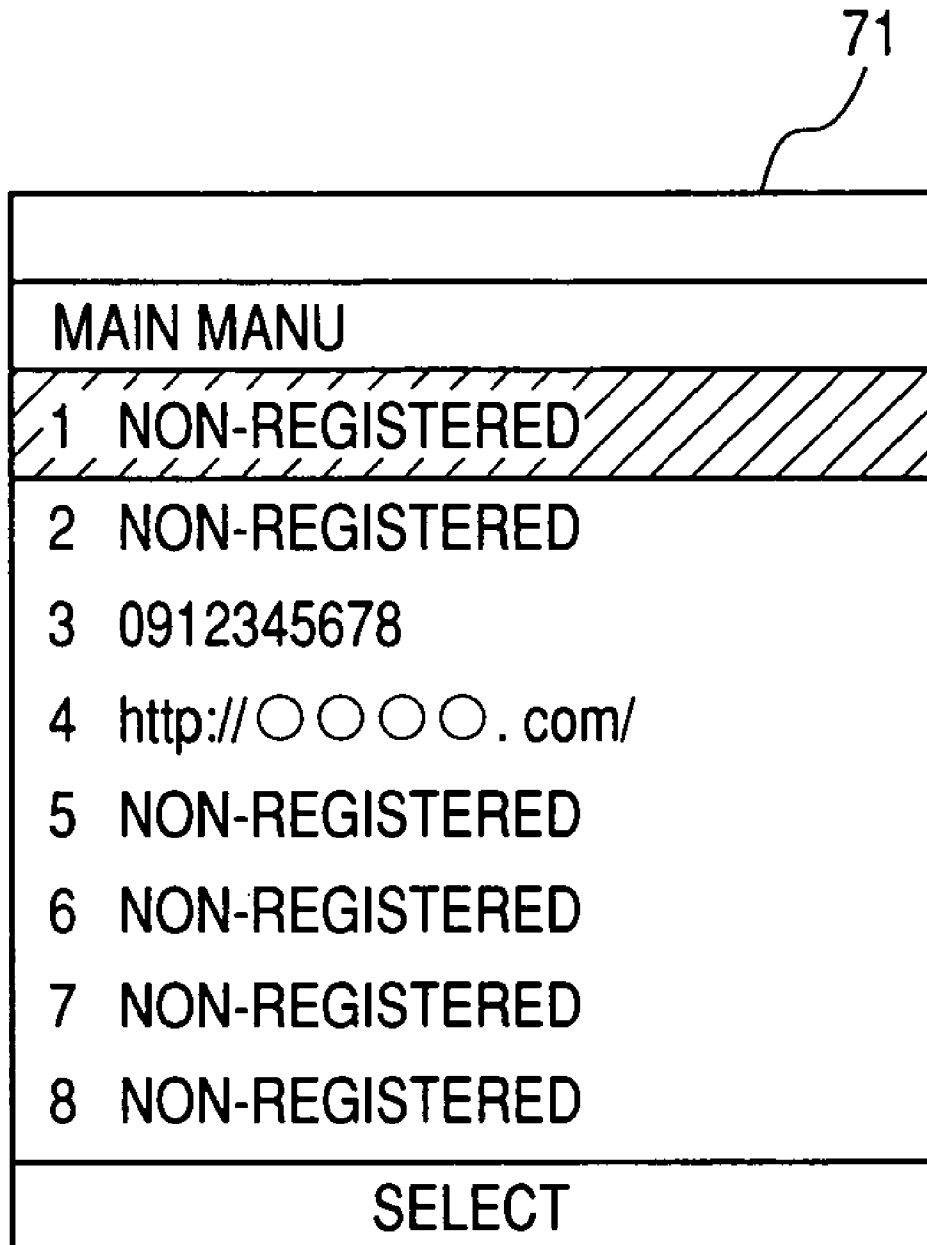 71
MAIN MANU
1 NON-REGISTERED
2 NON-REGISTERED
3 0912345678
4 http://○○○○. com/
5 NON-REGISTERED
6 NON-REGISTERED
7 NON-REGISTERED
8 NON-REGISTERED
SELECT